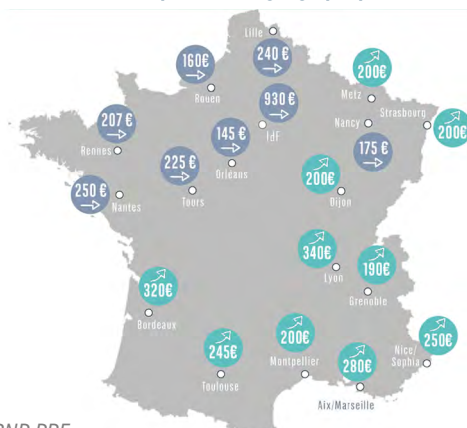 Lille
160€
240 €
200€
Rouen
Metz
930 €
Strasbourg
207 €
IdF
Nancy
200€
145 €
Rennes
Orléans
175 €
225 €
200€
250 €
Tours
Dijon
Nantes
340€
190€
Lyon
Grenoble
320€
Bordeaux
250€
200€
Nice/
Sophia
245€
Montpellier
280€
Toulouse
Aix/Marseille